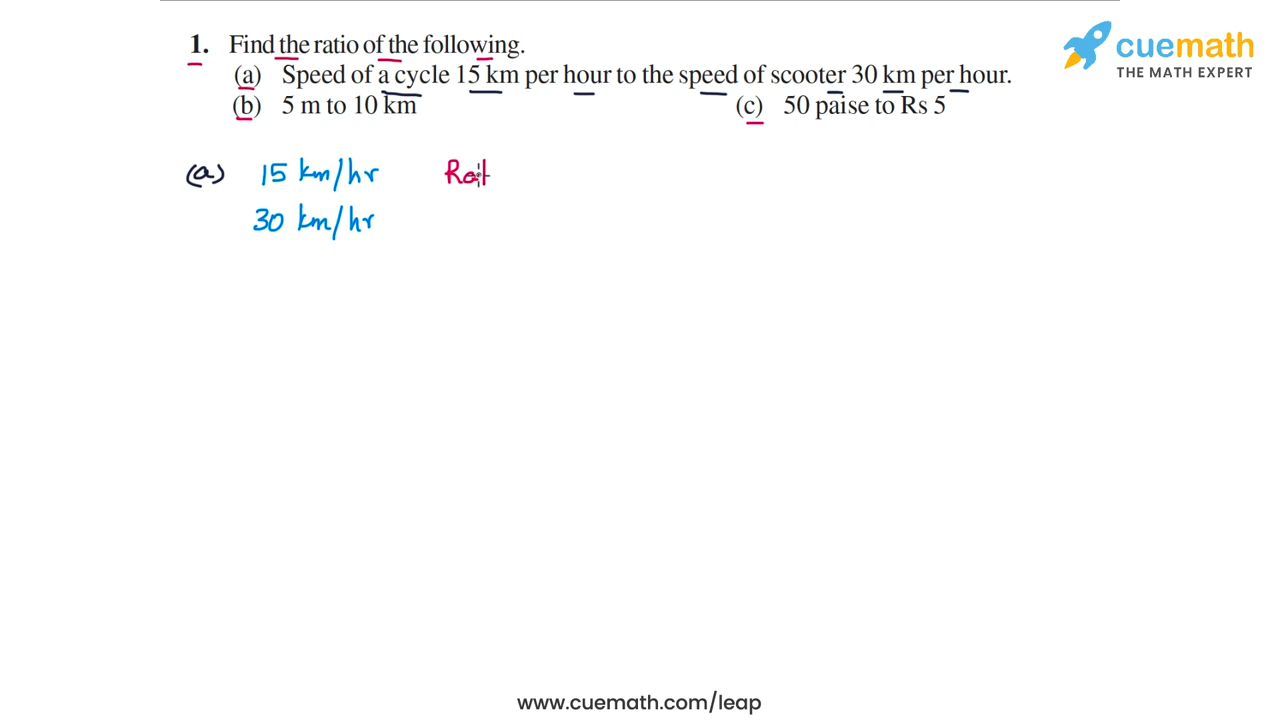 1. Find the ratio of the following.
(a) Speed of a cycle 15 km per hour to the speed of scooter 30 km per hour.
(b) 5 m to 10 km (c) 50 paise to Rs 5
cuemath
THE MATH EXPERT
(a) 15 km/hr Rat
30 km/hr
www.cuemath.com/leap